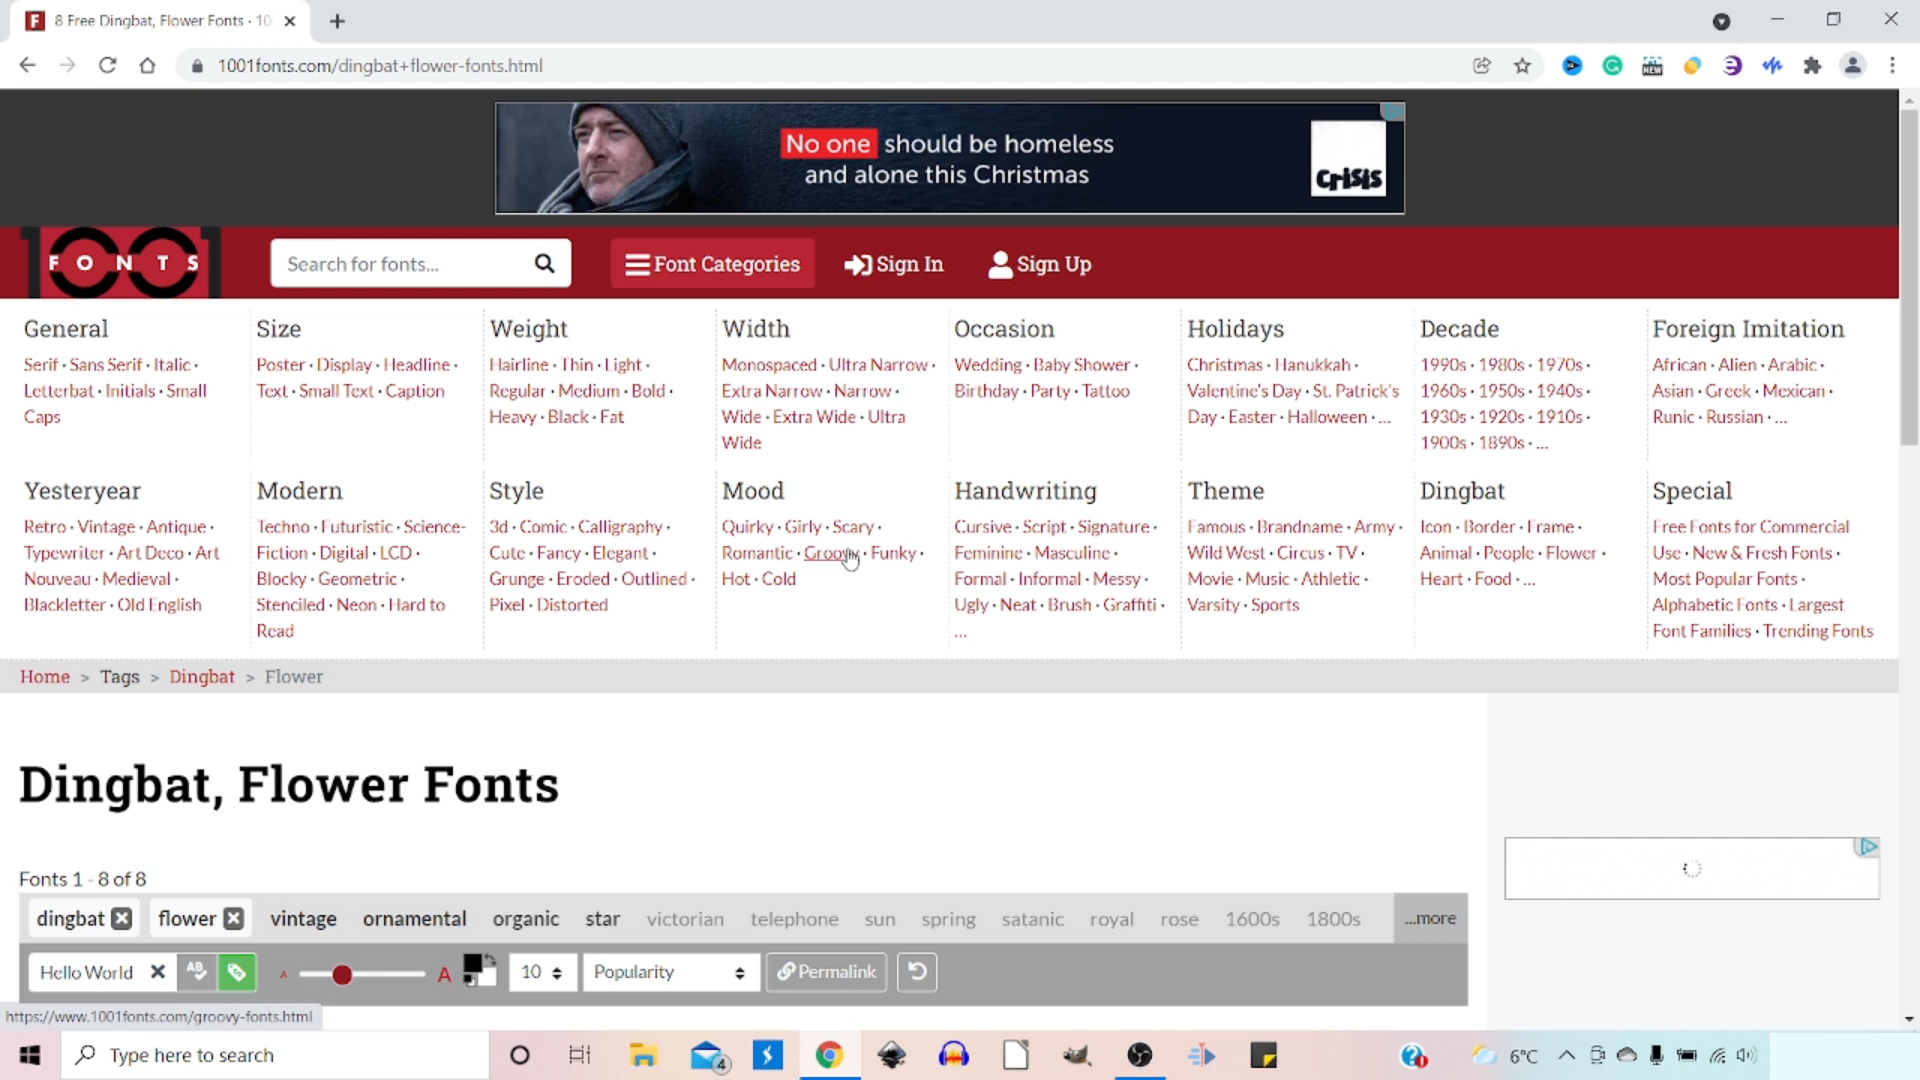 8 Free Dingbat, Flower Fonts · 10
1001fonts.com/dingbat+flower-fonts.html
NEW
No one should be homeless
and alone this Christmas
crisis
1001
FONTS
Search for fonts...
Font Categories
Sign In
Sign Up
General
Serif · Sans Serif · Italic ·
Letterbat · Initials · Small
Caps
Size
Poster · Display · Headline ·
Text · Small Text · Caption
Weight
Hairline · Thin · Light ·
Regular · Medium · Bold ·
Heavy · Black · Fat
Width
Monospaced · Ultra Narrow ·
Extra Narrow · Narrow ·
Wide · Extra Wide · Ultra
Wide
Occasion
Wedding · Baby Shower ·
Birthday · Party · Tattoo
Holidays
Christmas · Hanukkah ·
Valentine's Day · St. Patrick's
Day · Easter · Halloween · ...
Decade
1990s · 1980s · 1970s ·
1960s · 1950s · 1940s ·
1930s · 1920s · 1910s ·
1900s · 1890s · ...
Foreign Imitation
African · Alien · Arabic ·
Asian · Greek · Mexican ·
Runic · Russian · ...
Yesteryear
Retro · Vintage · Antique ·
Typewriter · Art Deco · Art
Nouveau · Medieval ·
Blackletter · Old English
Modern
Techno · Futuristic · Science-
Fiction · Digital · LCD ·
Blocky · Geometric ·
Stenciled · Neon · Hard to
Read
Style
3d · Comic · Calligraphy ·
Cute · Fancy · Elegant ·
Grunge · Eroded · Outlined ·
Pixel · Distorted
Mood
Quirky · Girly · Scary ·
Romantic · Groovy · Funky ·
Hot · Cold
Handwriting
Cursive · Script · Signature ·
Feminine · Masculine ·
Formal · Informal · Messy ·
Ugly · Neat · Brush · Graffiti ·
...
Theme
Famous · Brandname · Army ·
Wild West · Circus · TV ·
Movie · Music · Athletic ·
Varsity · Sports
Dingbat
Icon · Border · Frame ·
Animal · People · Flower ·
Heart · Food · ...
Special
Free Fonts for Commercial
Use · New & Fresh Fonts ·
Most Popular Fonts ·
Alphabetic Fonts · Largest
Font Families · Trending Fonts
Home > Tags > Dingbat > Flower
Dingbat, Flower Fonts
Fonts 1 - 8 of 8
dingbat flower vintage ornamental organic star victorian telephone sun spring satanic royal rose 1600s 1800s ...more
Hello World A A 10 Popularity Permalink
https://www.1001fonts.com/groovy-fonts.html
Type here to search
4
6°C